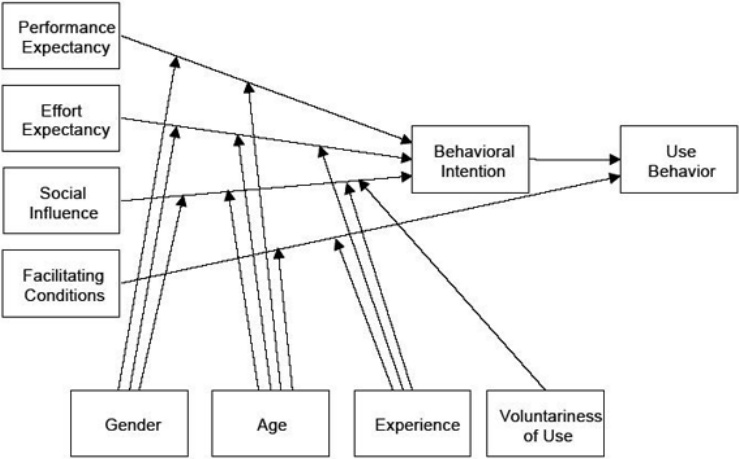 Performance
Expectancy
Effort
Expectancy
Social
Influence
Facilitating
Conditions
Behavioral
Intention
Use
Behavior
Gender
Age
Experience
Voluntariness
of Use